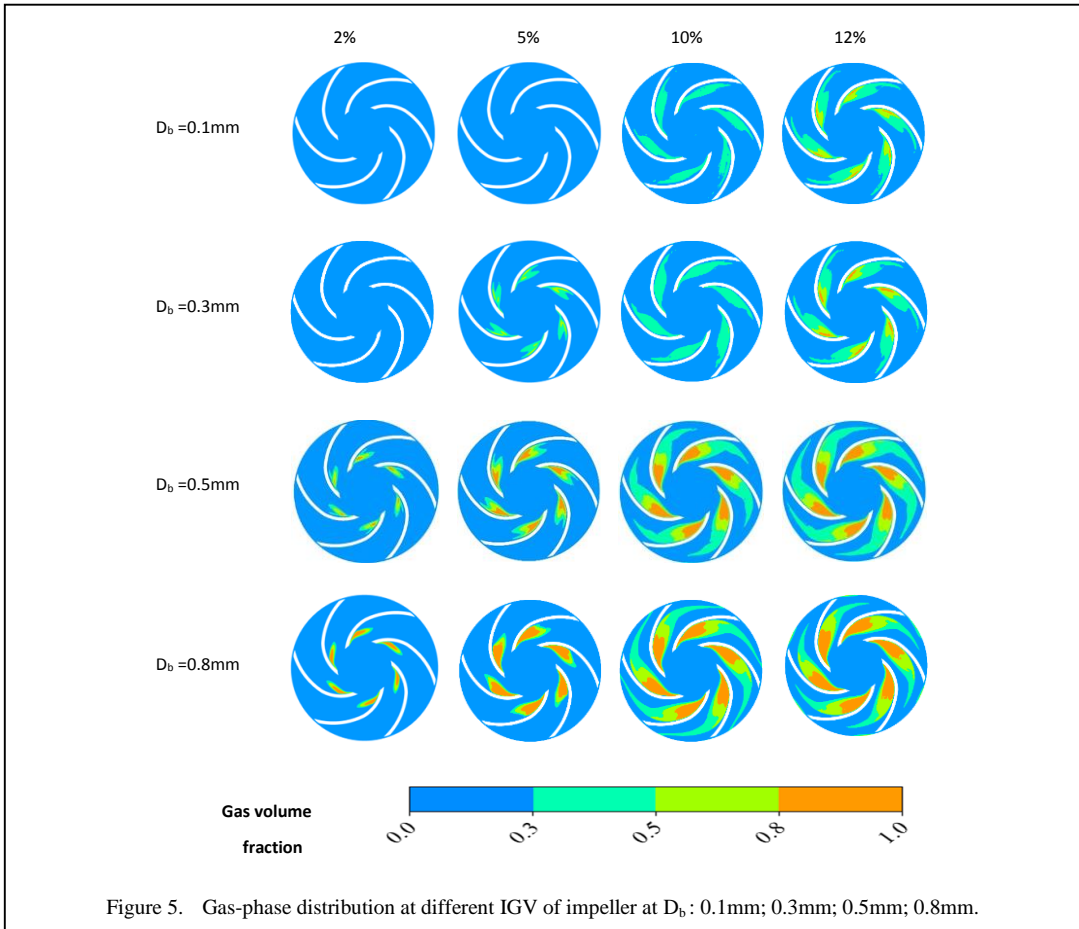 2% 5% 10% 12%
D_b =0.1mm
D_b =0.3mm
D_b =0.5mm
D_b =0.8mm
Gas volume
fraction
0.0 0.3 0.5 0.8 1.0
Figure 5. Gas-phase distribution at different IGV of impeller at D_b : 0.1mm; 0.3mm; 0.5mm; 0.8mm.